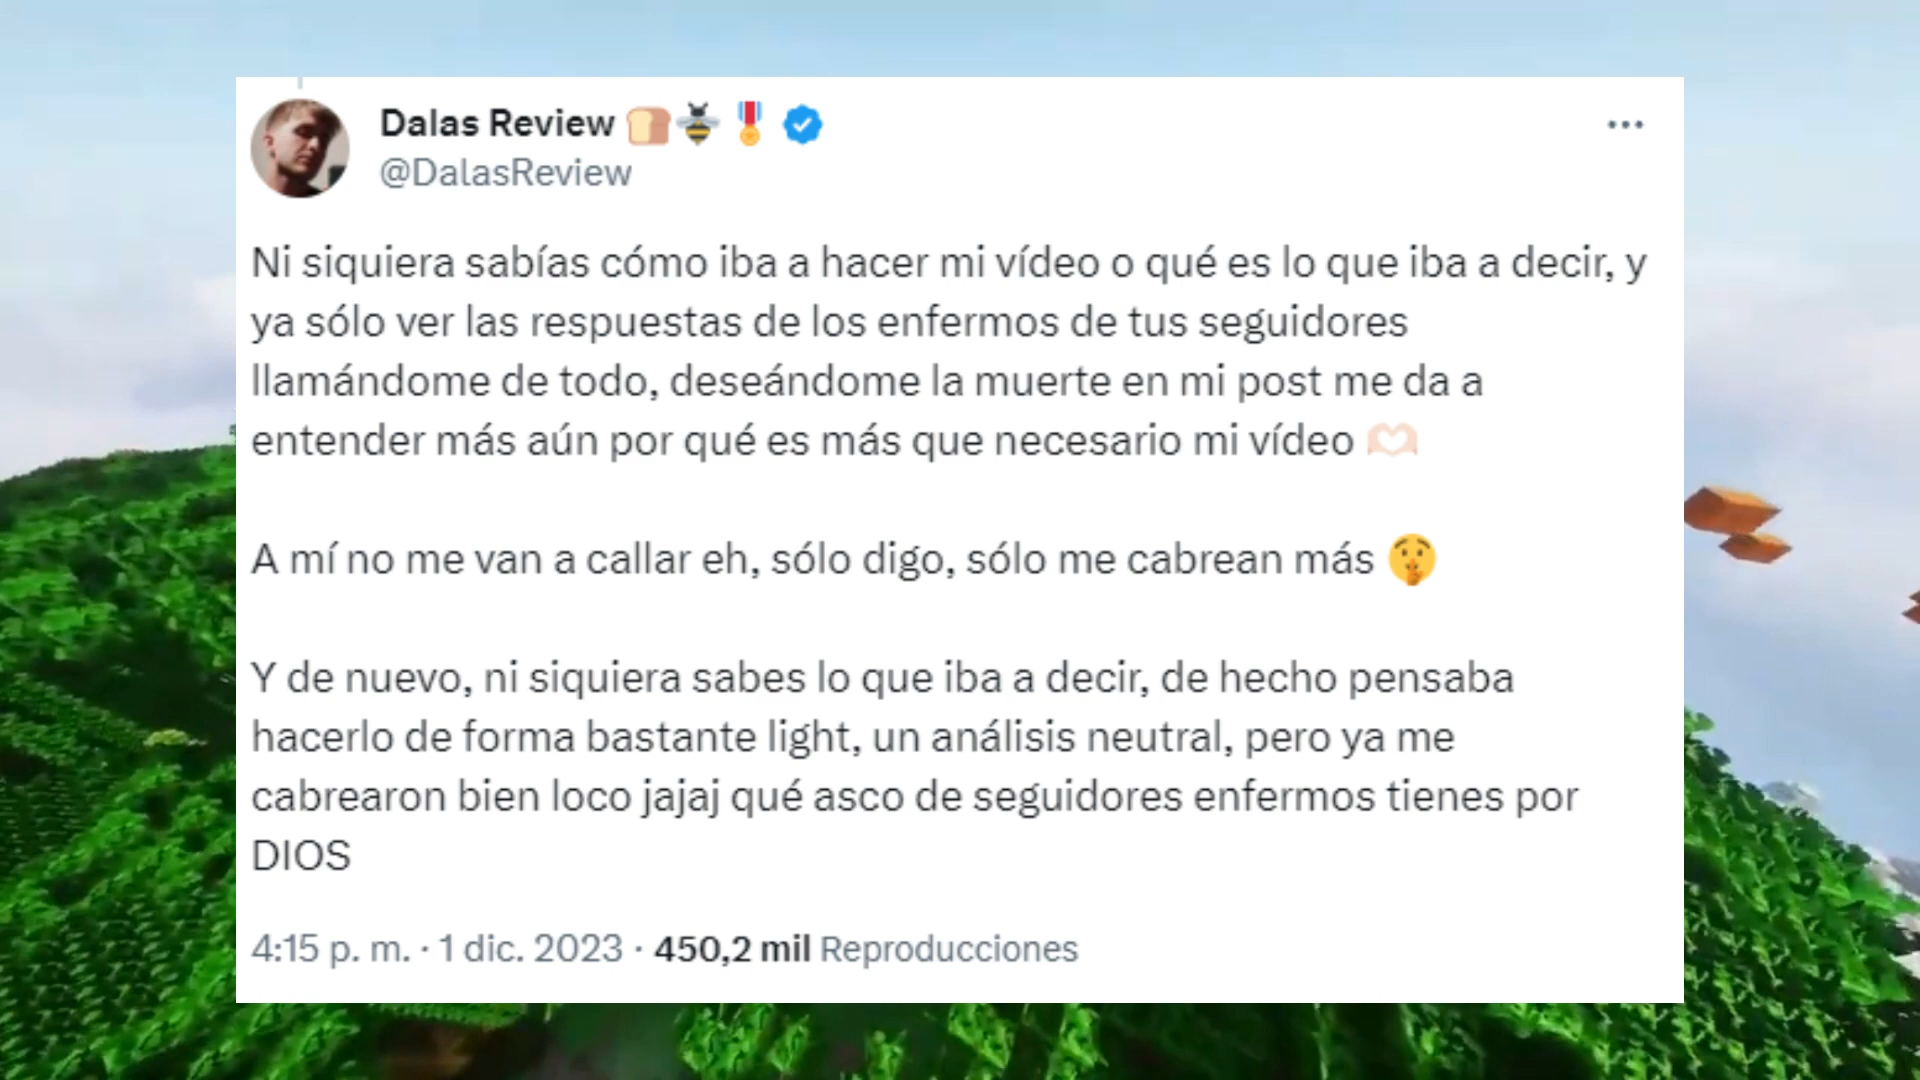 Dalas Review 🍞🐝🎖️
@DalasReview
Ni siquiera sabías cómo iba a hacer mi vídeo o qué es lo que iba a decir, y
ya sólo ver las respuestas de los enfermos de tus seguidores
llamándome de todo, deseándome la muerte en mi post me da a
entender más aún por qué es más que necesario mi vídeo 🫶🏻
A mí no me van a callar eh, sólo digo, sólo me cabrean más 🤫
Y de nuevo, ni siquiera sabes lo que iba a decir, de hecho pensaba
hacerlo de forma bastante light, un análisis neutral, pero ya me
cabrearon bien loco jajaj qué asco de seguidores enfermos tienes por
DIOS
4:15 p. m. · 1 dic. 2023 · 450,2 mil Reproducciones